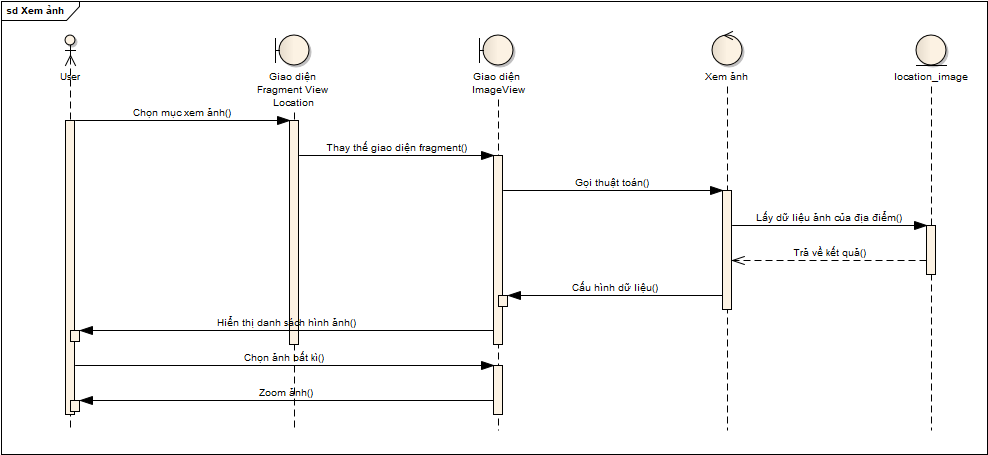 sd Xem ảnh
User
Giao diện
Fragment View
Location
Giao diện
ImageView
Xem ảnh
location_image
Chọn mục xem ảnh()
Thay thế giao diện fragment()
Gọi thuật toán()
Lấy dữ liệu ảnh của địa điểm()
Trả về kết quả()
Cấu hình dữ liệu()
Hiển thị danh sách hình ảnh()
Chọn ảnh bất kì()
Zoom ảnh()